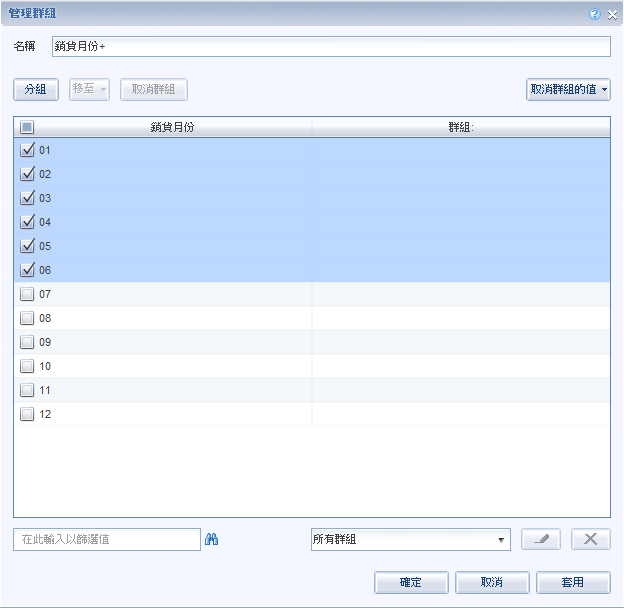 管理群組
名稱 銷貨月份+
分組 移至 取消群組 取消群組的值
銷貨月份 群組:
01
02
03
04
05
06
07
08
09
10
11
12
在此輸入以篩選值 所有群組
確定 取消 套用